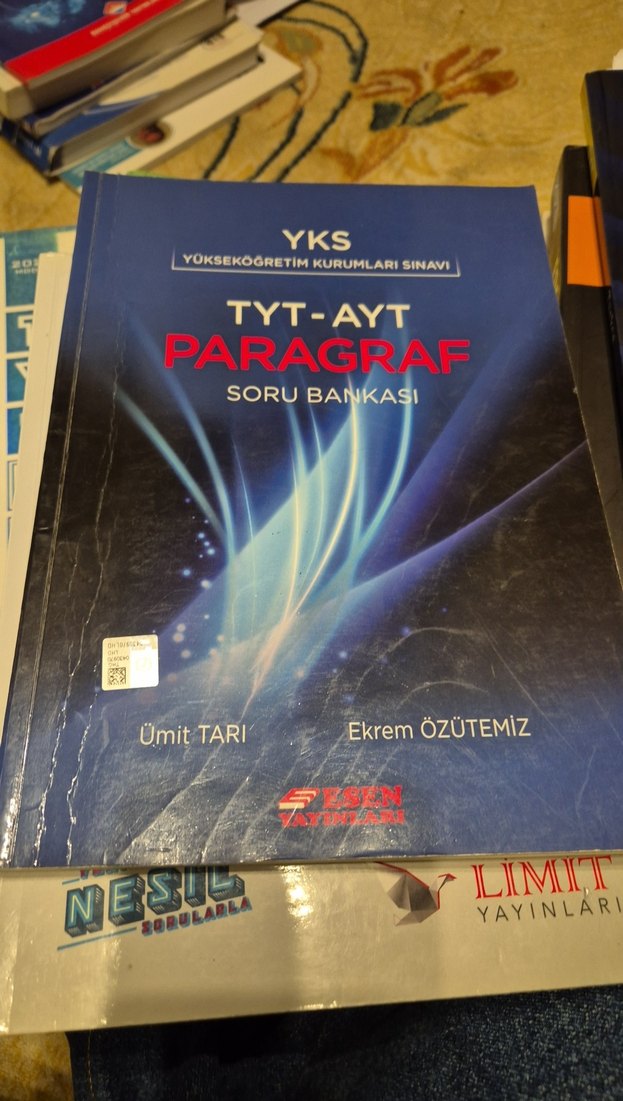 YKS
YÜKSEKÖĞRETİM KURUMLARI SINAVI
TYT-AYT
PARAGRAF
SORU BANKASI
Ümit TARI
Ekrem ÖZÜTEMİZ
ESEN
YAYINLARI
NESİL
SORULARLA
LİMİT
YAYINLARI